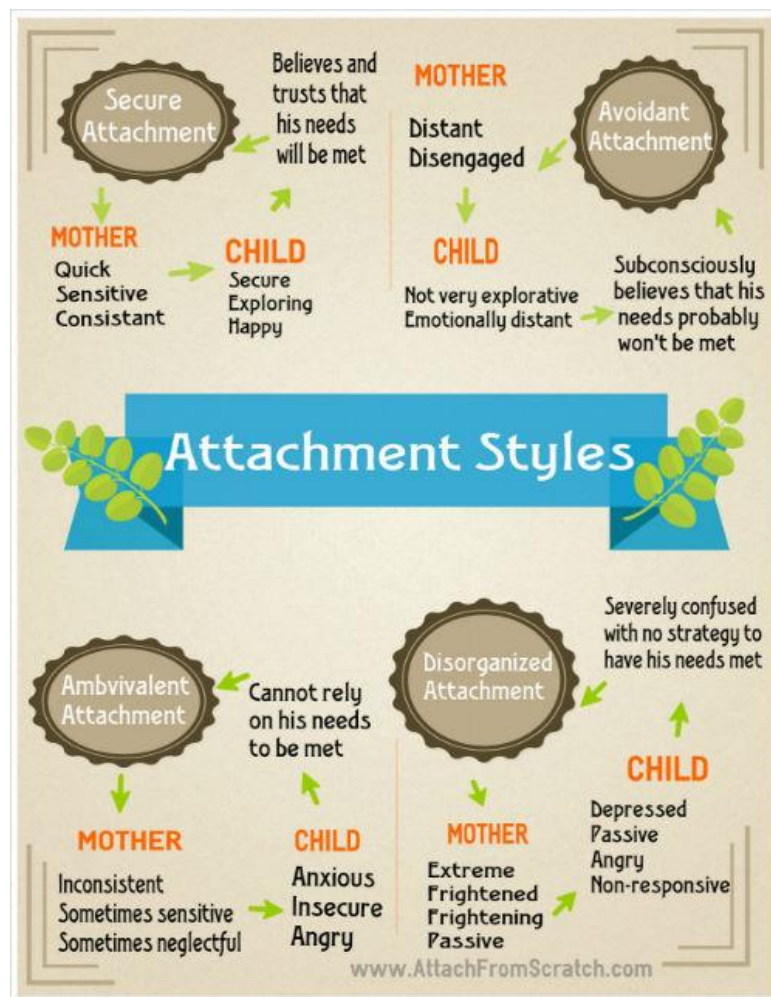 Secure
Attachment
MOTHER
Quick
Sensitive
Consistant
CHILD
Secure
Exploring
Happy
Believes and
trusts that
his needs
will be met
Avoidant
Attachment
MOTHER
Distant
Disengaged
CHILD
Not very explorative
Emotionally distant
Subconsciously
believes that his
needs probably
won't be met
Attachment Styles
Ambvivalent
Attachment
MOTHER
Inconsistent
Sometimes sensitive
Sometimes neglectful
CHILD
Anxious
Insecure
Angry
Cannot rely
on his needs
to be met
Disorganized
Attachment
MOTHER
Extreme
Frightened
Frightening
Passive
CHILD
Depressed
Passive
Angry
Non-responsive
Severely confused
with no strategy to
have his needs met
www.AttachFromScratch.com